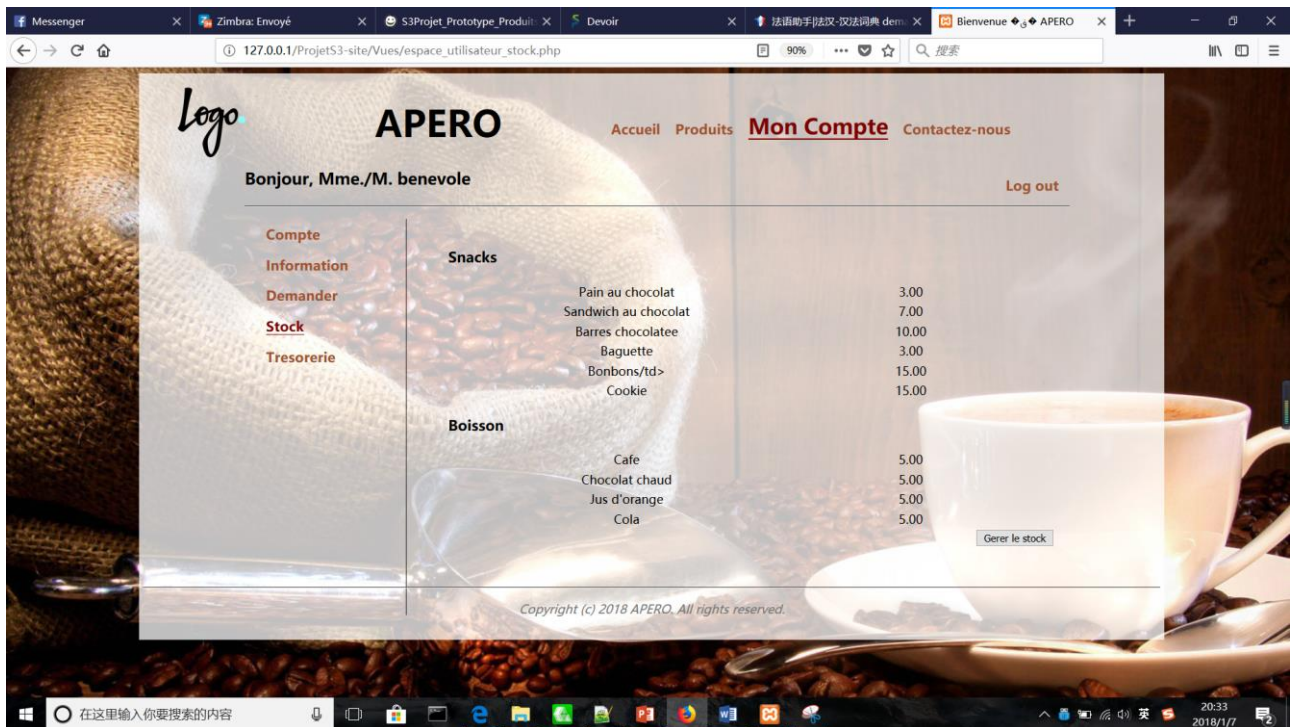 Messenger
Zimbra: Envoyé
S3Projet_Prototype_Produits
Devoir
法语助手|法汉-汉法词典 dem
Bienvenue �وِ� APERO
127.0.0.1/ProjetS3-site/Vues/espace_utilisateur_stock.php
90%
搜索
Logo.
APERO
Accueil Produits Mon Compte Contactez-nous
Bonjour, Mme./M. benevole
Log out
Compte
Information
Demander
Stock
Tresorerie
Snacks
Pain au chocolat 3.00
Sandwich au chocolat 7.00
Barres chocolatee 10.00
Baguette 3.00
Bonbons/td> 15.00
Cookie 15.00
Boisson
Cafe 5.00
Chocolat chaud 5.00
Jus d'orange 5.00
Cola 5.00
Gerer le stock
Copyright (c) 2018 APERO. All rights reserved.
在这里输入你要搜索的内容
英
20:33
2018/1/7